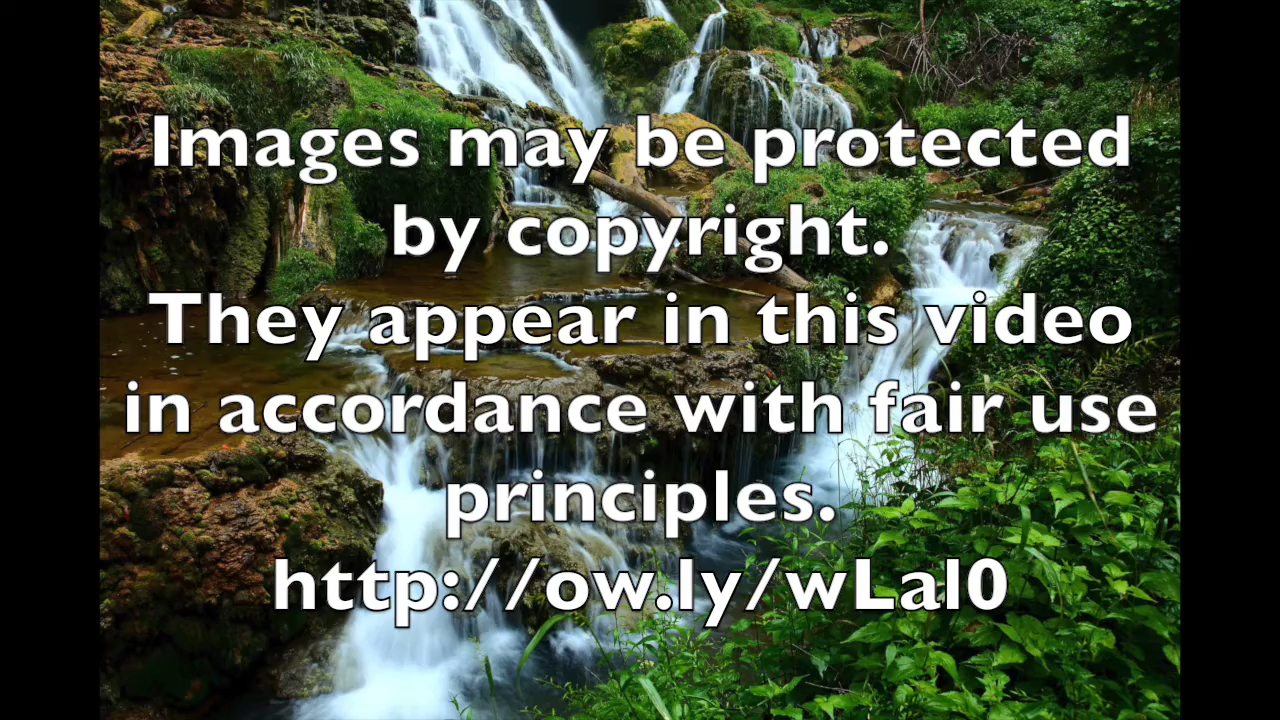 Images may be protected
by copyright.
They appear in this video
in accordance with fair use
principles.
http://ow.ly/wLal0